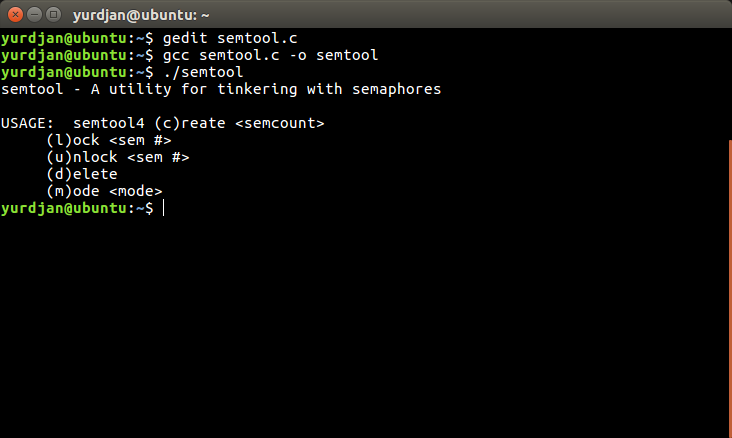 yurdjan@ubuntu: ~
yurdjan@ubuntu:~$ gedit semtool.c
yurdjan@ubuntu:~$ gcc semtool.c -o semtool
yurdjan@ubuntu:~$ ./semtool
semtool - A utility for tinkering with semaphores
USAGE:  semtool4 (c)reate <semcount>
(l)ock <sem #>
(u)nlock <sem #>
(d)elete
(m)ode <mode>
yurdjan@ubuntu:~$